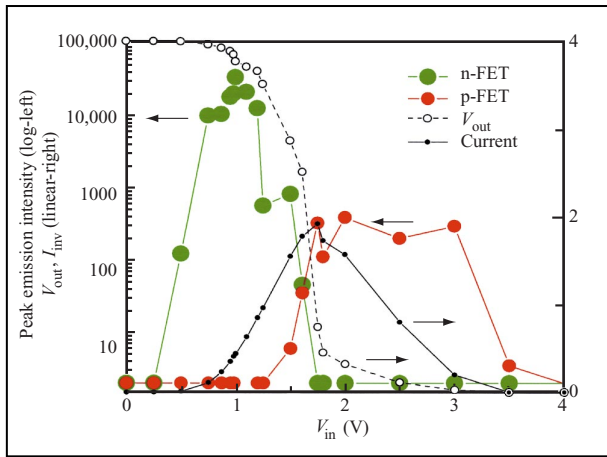 100,000
10,000
1000
100
10
Peak emission intensity (log-left)
Vout, Iinv (linear-right)
n-FET
p-FET
Vout
Current
4
2
0
0
1
2
3
4
Vin (V)